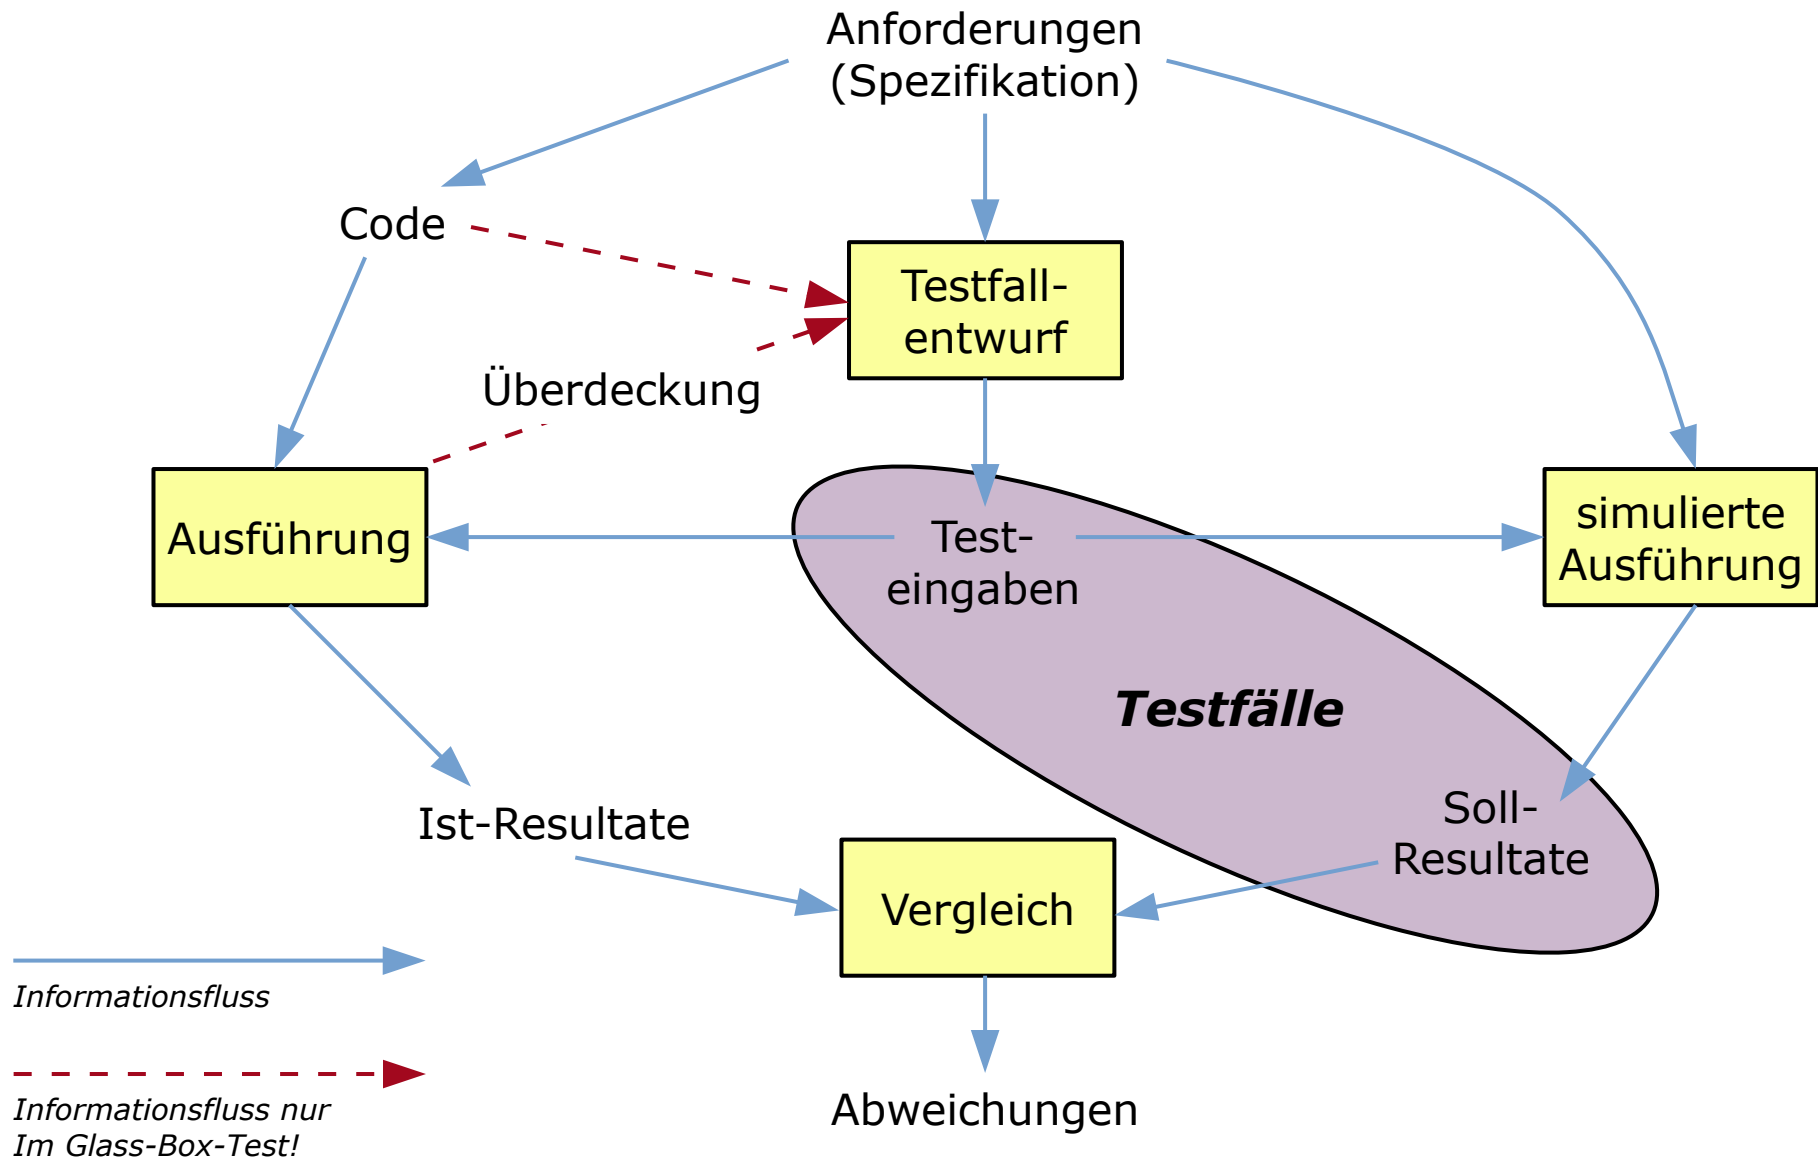 Anforderungen
(Spezifikation)
Code
Testfall-
entwurf
Überdeckung
Ausführung
Test-
eingaben
simulierte
Ausführung
Testfälle
Ist-Resultate
Soll-
Resultate
Vergleich
Informationsfluss
Informationsfluss nur
Im Glass-Box-Test!
Abweichungen